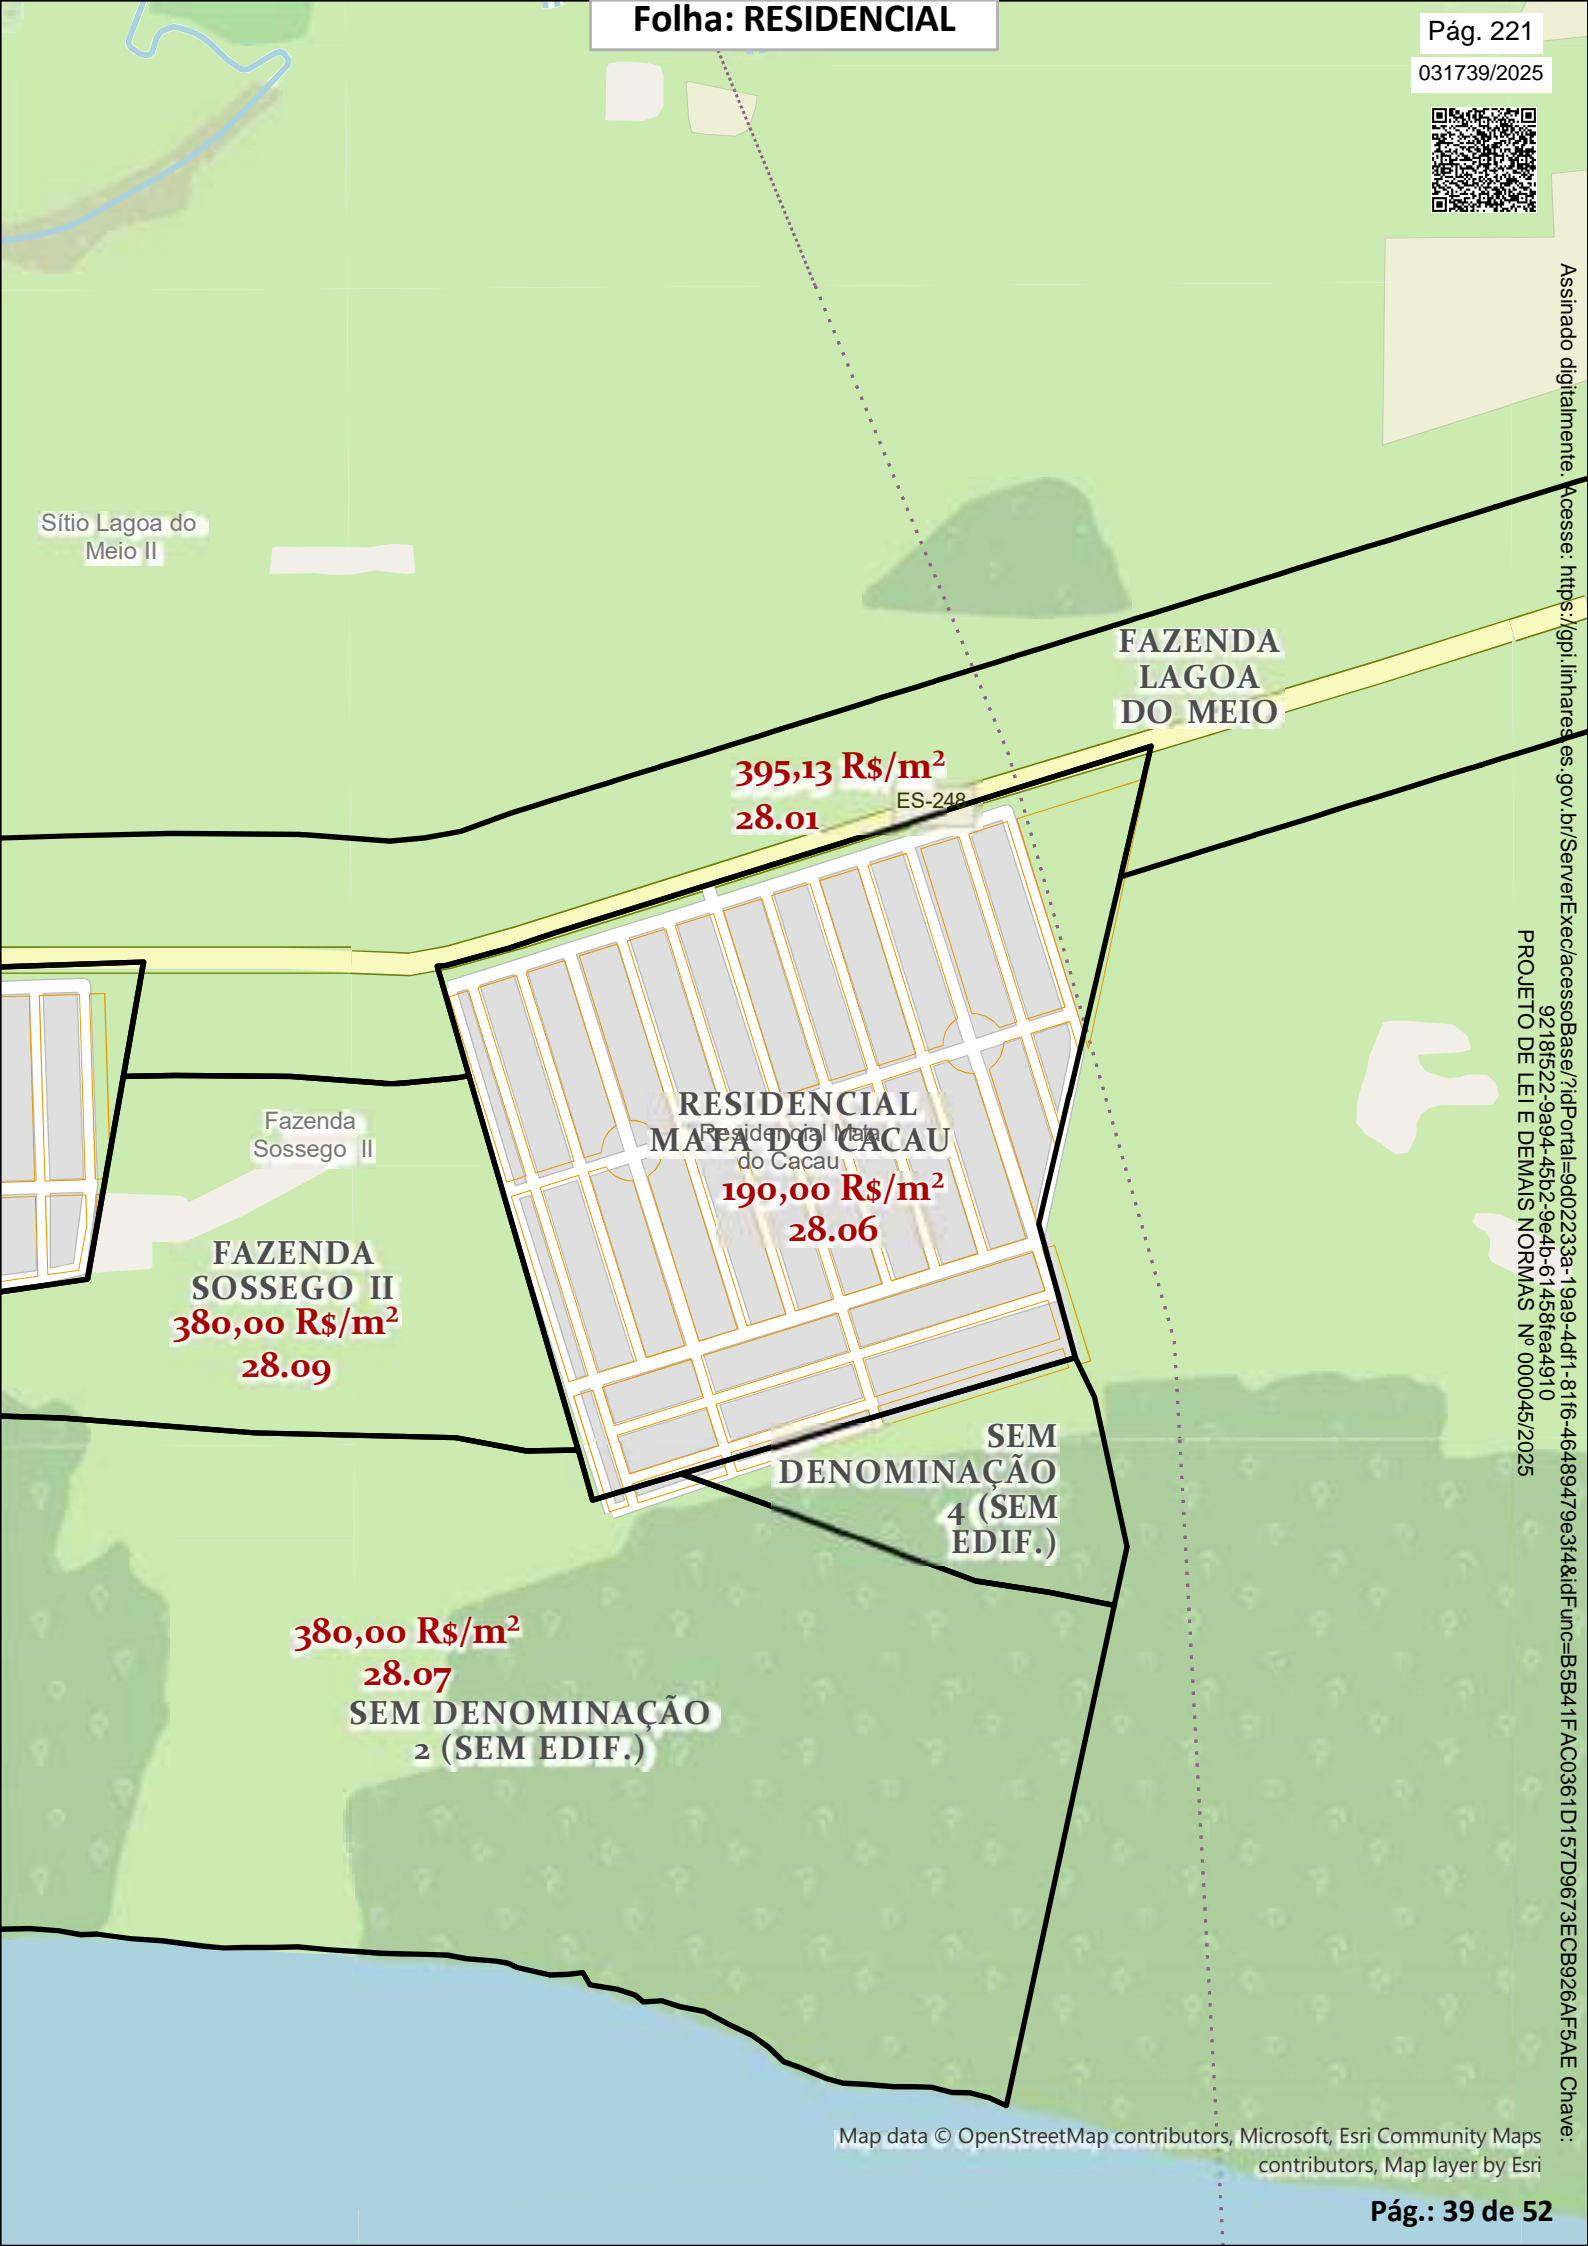 Folha: RESIDENCIAL
Pág. 221
031739/2025
Sítio Lagoa do
Meio II
FAZENDA
LAGOA
DO MEIO
395,13 R$/m²
28.01
ES-248
Fazenda
Sossego II
RESIDENCIAL
MATA DO CACAU
Residencial Mata
do Cacau
190,00 R$/m²
28.06
FAZENDA
SOSSEGO II
380,00 R$/m²
28.09
SEM
DENOMINAÇÃO
4 (SEM
EDIF.)
380,00 R$/m²
28.07
SEM DENOMINAÇÃO
2 (SEM EDIF.)
Assinado digitalmente. Acesse: https://gpi.linhares.es.gov.br/ServerExec/acessoBase/?idPortal=9d02233a-19a9-4df1-81f6-46489479e3f4&idFunc=B5B41FAC0361D157D9673ECB926AF5AE Chave:
9218f522-9a94-45b2-9e4b-61458fea4910
PROJETO DE LEI E DEMAIS NORMAS Nº 000045/2025
Map data © OpenStreetMap contributors, Microsoft, Esri Community Maps
contributors, Map layer by Esri
Pág.: 39 de 52